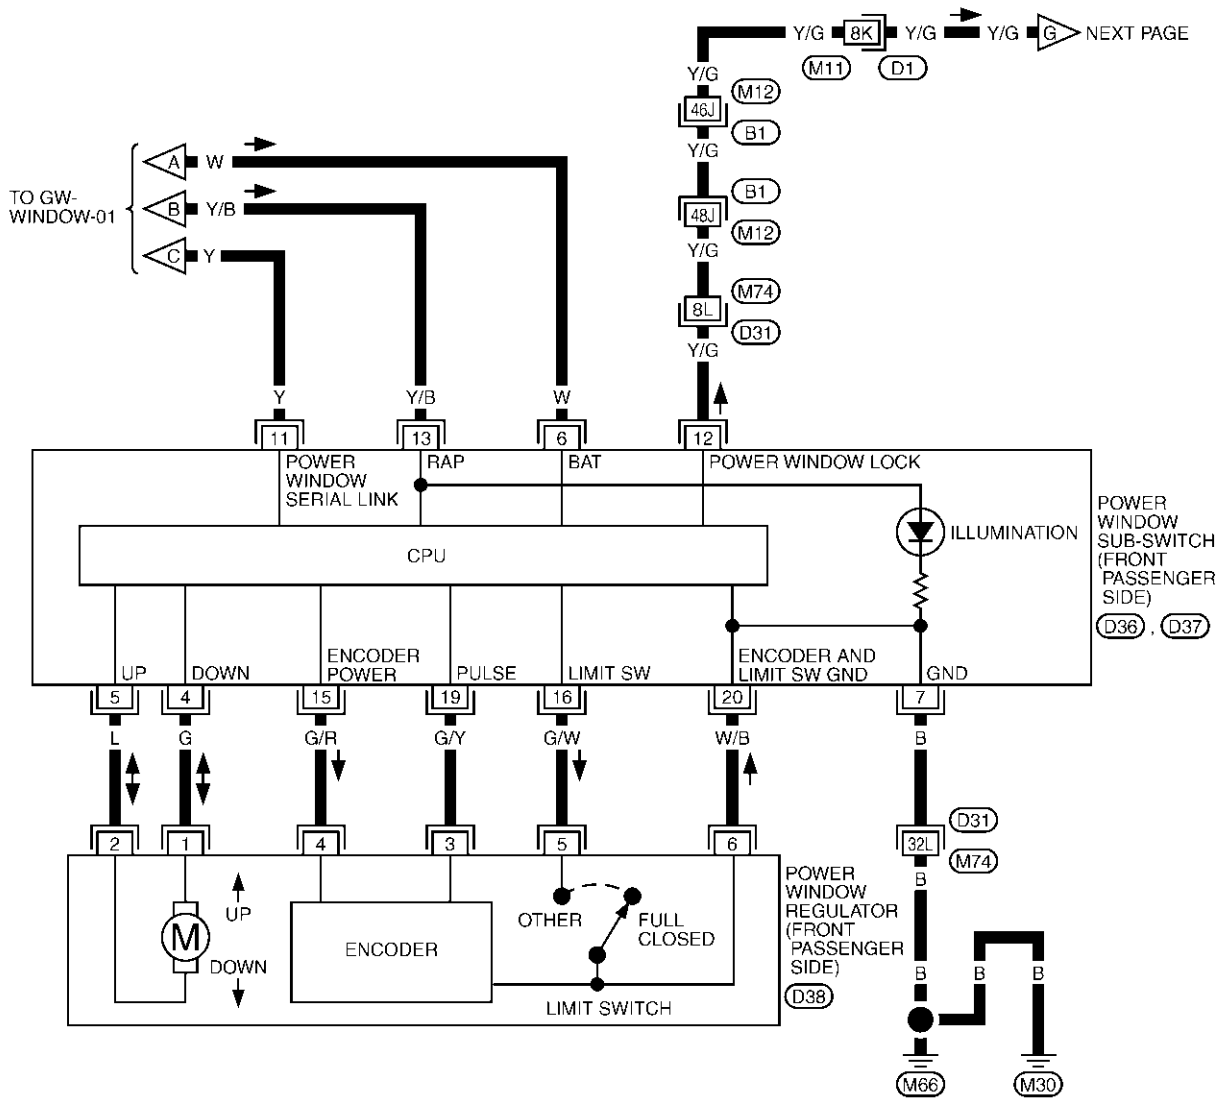 Y/G
8K
Y/G
Y/G
G
NEXT PAGE
M11
D1
Y/G
M12
46J
B1
Y/G
A
W
B1
TO GW-
WINDOW-01
B
Y/B
48J
M12
C
Y
Y/G
M74
8L
D31
Y/G
Y
Y/B
W
11
13
6
12
POWER
WINDOW
SERIAL LINK
RAP
BAT
POWER WINDOW LOCK
CPU
ILLUMINATION
POWER
WINDOW
SUB-SWITCH
(FRONT
PASSENGER
SIDE)
D36 , D37
UP
DOWN
ENCODER
POWER
PULSE
LIMIT SW
ENCODER AND
LIMIT SW GND
GND
5
4
15
19
16
20
7
L
G
G/R
G/Y
G/W
W/B
B
D31
2
1
4
3
5
6
32L
M74
B
UP
M
DOWN
ENCODER
OTHER
FULL
CLOSED
LIMIT SWITCH
POWER
WINDOW
REGULATOR
(FRONT
PASSENGER
SIDE)
D38
B
B
B
M66
M30